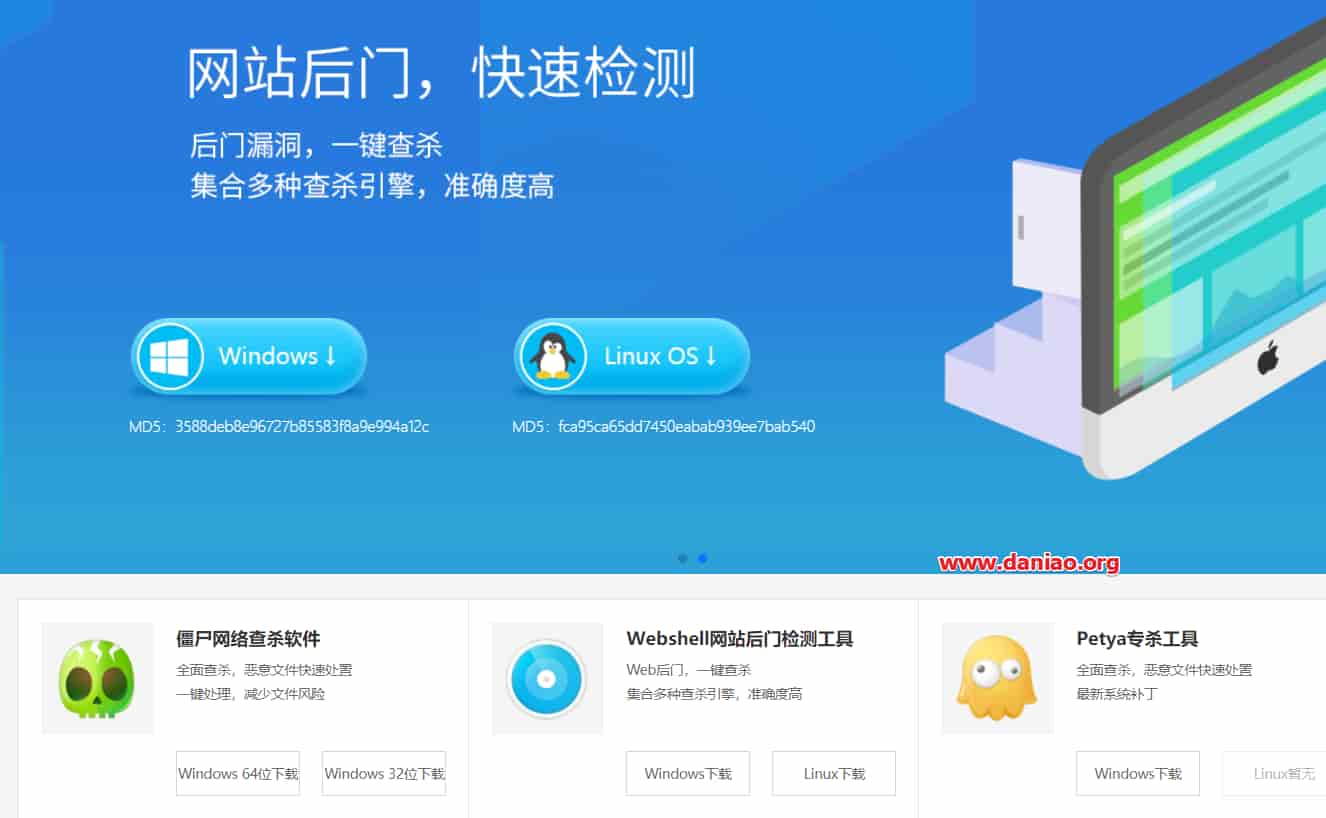 网站后门，快速检测
后门漏洞，一键查杀
集合多种查杀引擎，准确度高
Windows ↓
Linux OS ↓
MD5：3588deb8e96727b85583f8a9e994a12c
MD5：fca95ca65dd7450eabab939ee7bab540
www.daniao.org
僵尸网络查杀软件
全面查杀，恶意文件快速处置
一键处理，减少文件风险
Windows 64位下载
Windows 32位下载
Webshell网站后门检测工具
Web后门，一键查杀
集合多种查杀引擎，准确度高
Windows下载
Linux下载
Petya专杀工具
全面查杀，恶意文件快速处置
最新系统补丁
Windows下载
Linux暂无